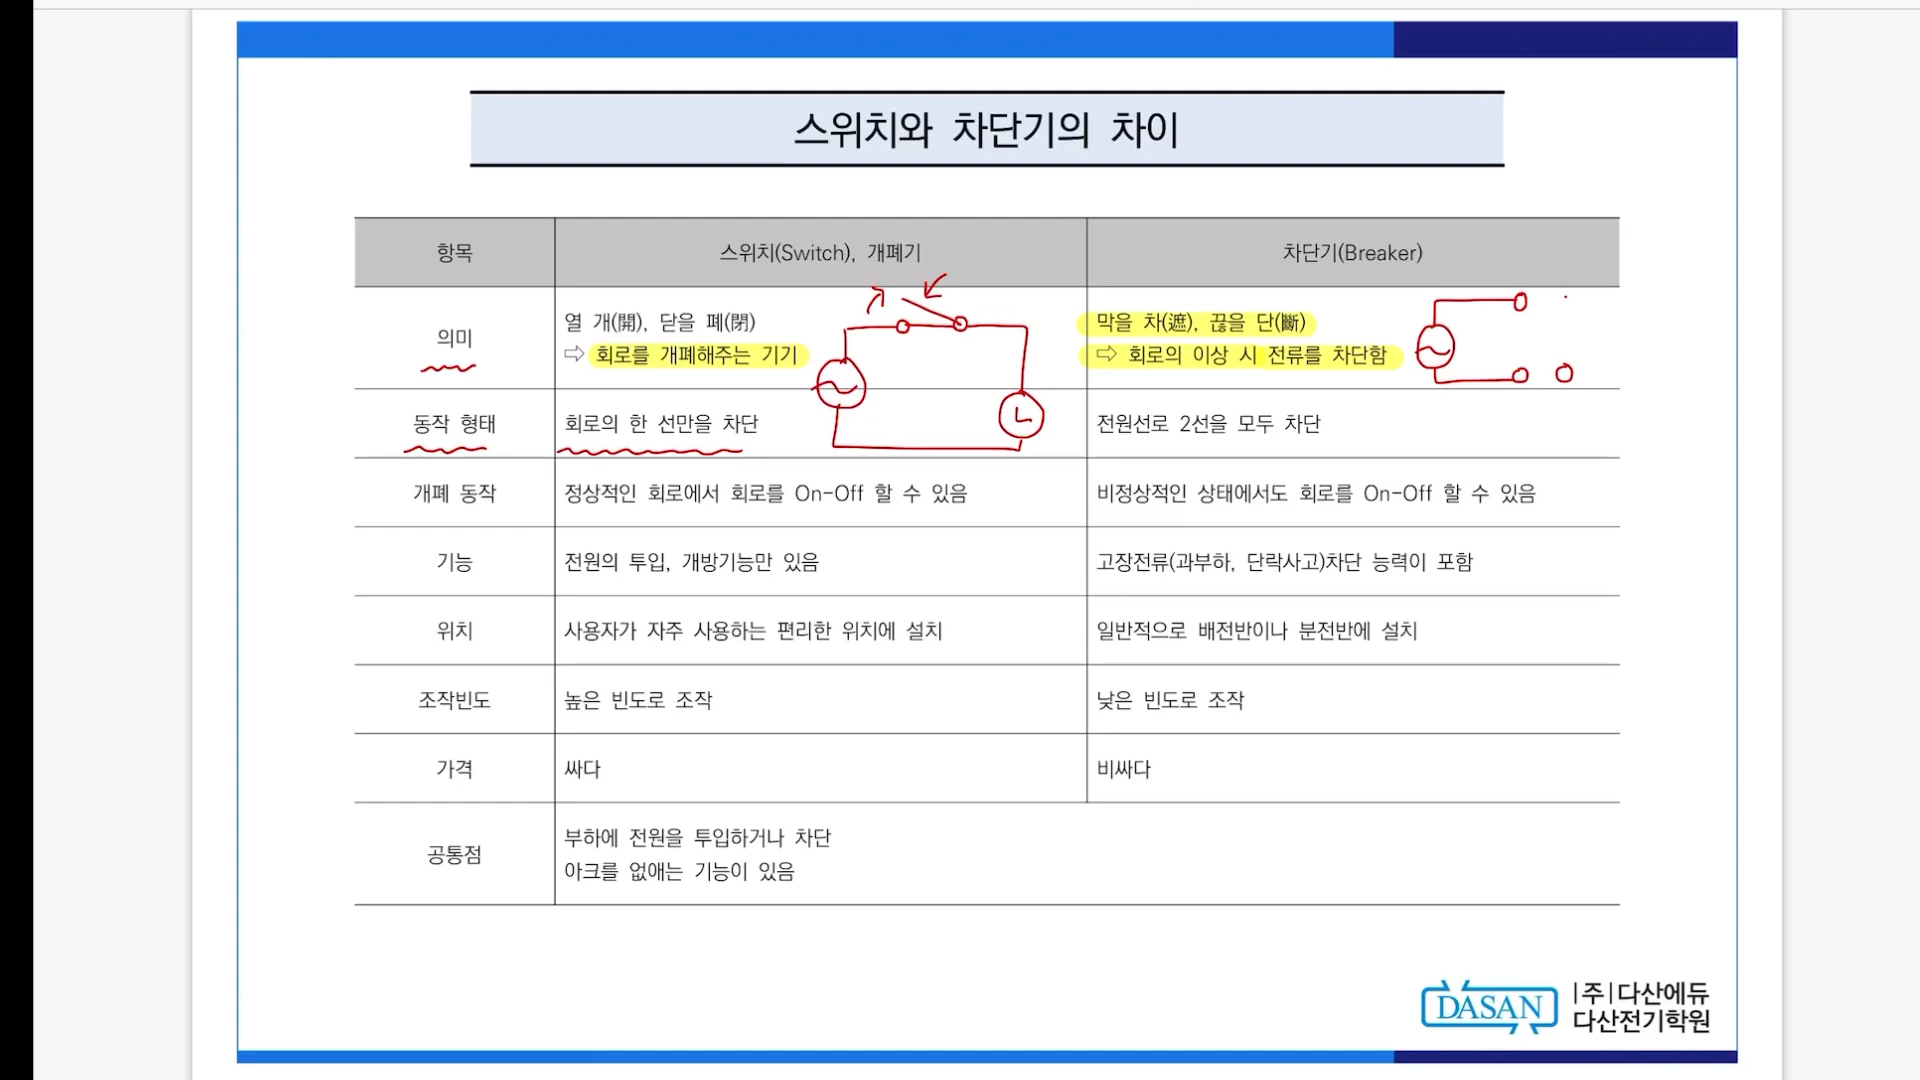 스위치와 차단기의 차이
항목
스위치(Switch), 개폐기
차단기(Breaker)
의미
열 개(開), 닫을 폐(閉)
⇨ 회로를 개폐해주는 기기
막을 차(遮), 끊을 단(斷)
⇨ 회로의 이상 시 전류를 차단함
L
동작 형태
회로의 한 선만을 차단
전원선로 2선을 모두 차단
개폐 동작
정상적인 회로에서 회로를 On-Off 할 수 있음
비정상적인 상태에서도 회로를 On-Off 할 수 있음
기능
전원의 투입, 개방기능만 있음
고장전류(과부하, 단락사고)차단 능력이 포함
위치
사용자가 자주 사용하는 편리한 위치에 설치
일반적으로 배전반이나 분전반에 설치
조작빈도
높은 빈도로 조작
낮은 빈도로 조작
가격
싸다
비싸다
공통점
부하에 전원을 투입하거나 차단
아크를 없애는 기능이 있음
DASAN
|주|다산에듀
다산전기학원